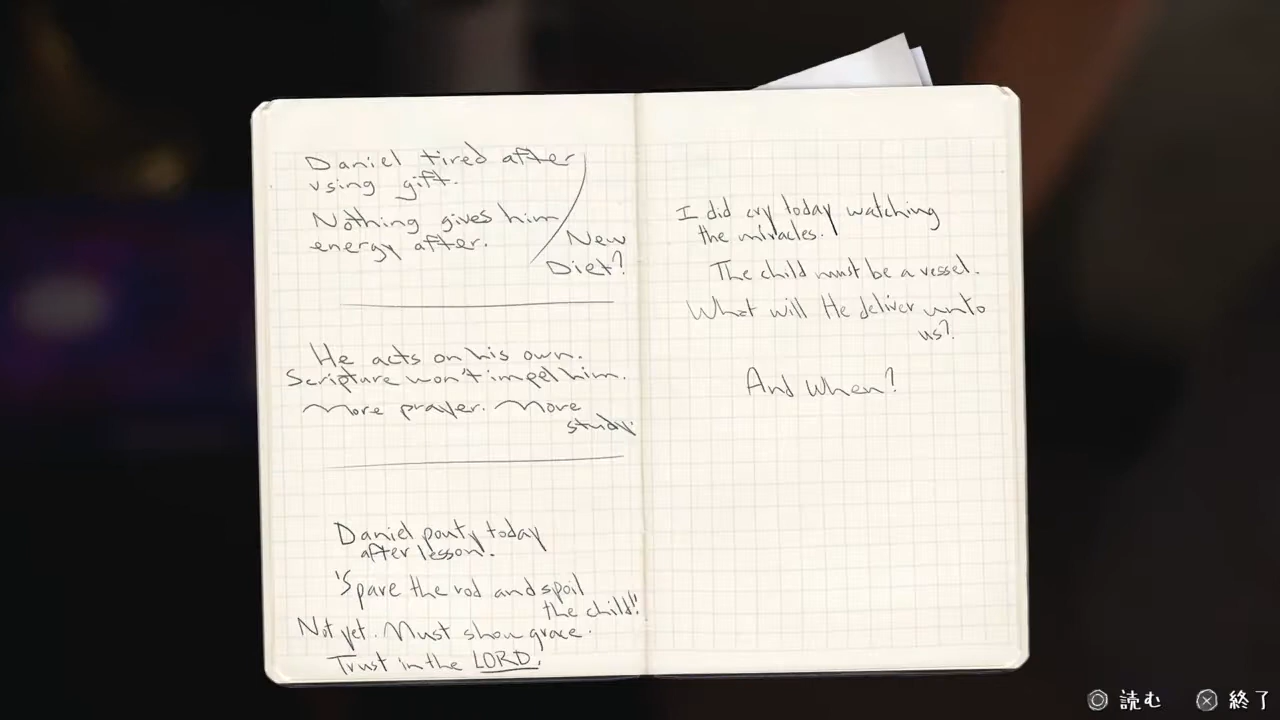 Daniel tired after
using gift.
Nothing gives him
energy after.
New
Diet?
He acts on his own.
Scripture won't impel him.
More prayer. More
study.
Daniel pouty today
after lesson.
'Spare the rod and spoil
the child!'
Not yet. Must show grace.
Trust in the LORD.
I did cry today watching
the miracles.
The child must be a vessel.
What will He deliver unto
us?
And when?
読む
終了